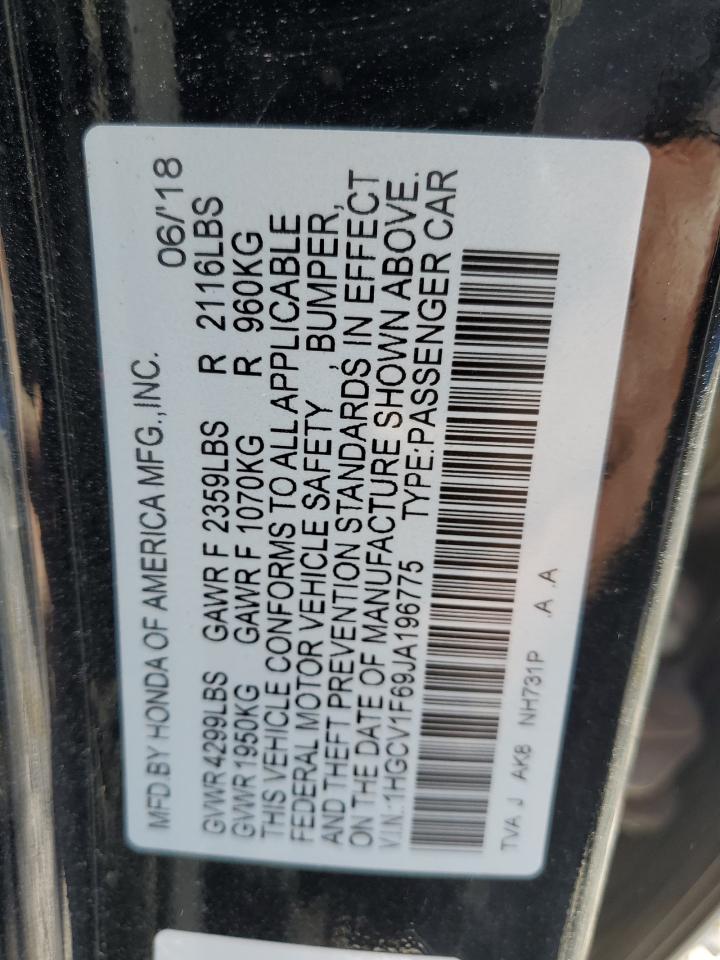 MFD.BY HONDA OF AMERICA MFG.,INC. 06/'18
GVWR 4299LBS GAWR F 2359LBS R 2116LBS
GVWR 1950KG GAWR F 1070KG R 960KG
THIS VEHICLE CONFORMS TO ALL APPLICABLE
FEDERAL MOTOR VEHICLE SAFETY , BUMPER,
AND THEFT PREVENTION STANDARDS IN EFFECT
ON THE DATE OF MANUFACTURE SHOWN ABOVE.
V.I.N:1HGCV1F69JA196775 TYPE:PASSENGER CAR
TVA J AK8 NH731P .A .A